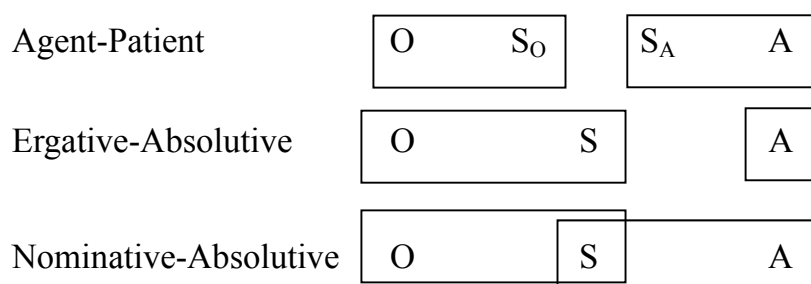 Agent-Patient O S_O S_A A
Ergative-Absolutive O S A
Nominative-Absolutive O S A